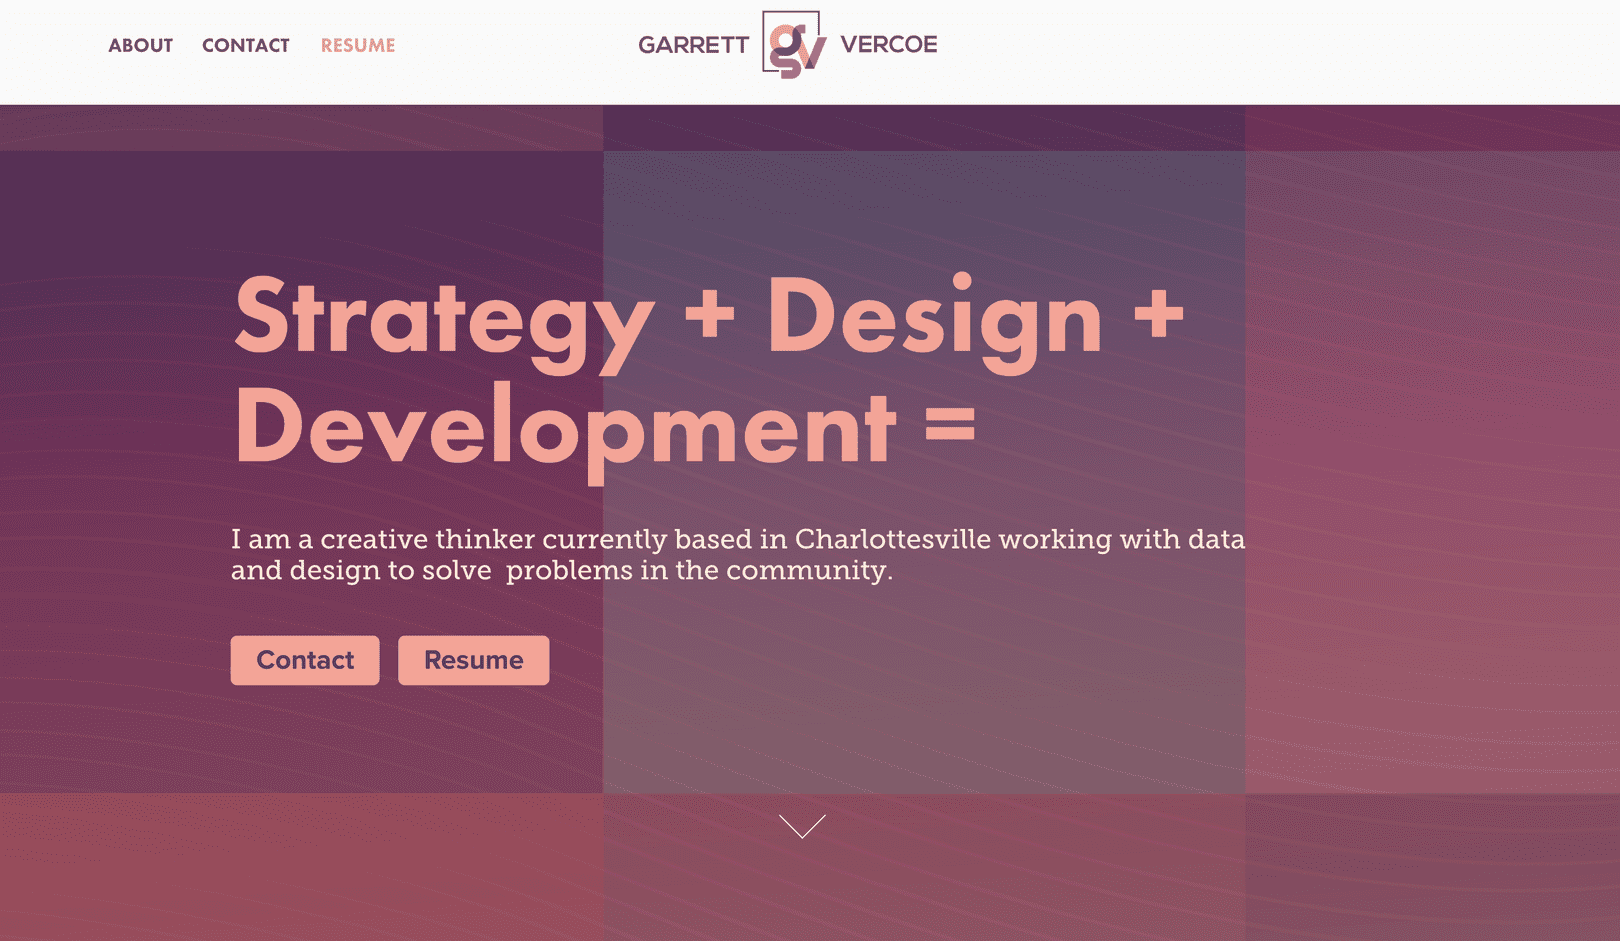 ABOUT CONTACT RESUME GARRETT gv VERCOE
Strategy + Design +
Development =
I am a creative thinker currently based in Charlottesville working with data
and design to solve  problems in the community.
Contact Resume